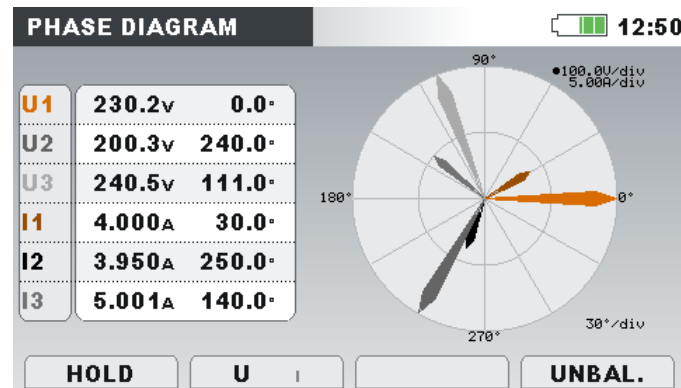 PHASE DIAGRAM 12:50
90°
●100.0V/div
5.00A/div
U1 230.2V 0.0°
U2 200.3V 240.0°
U3 240.5V 111.0°
I1 4.000A 30.0°
I2 3.950A 250.0°
I3 5.001A 140.0°
180°
0°
270°
30°/div
HOLD U I UNBAL.